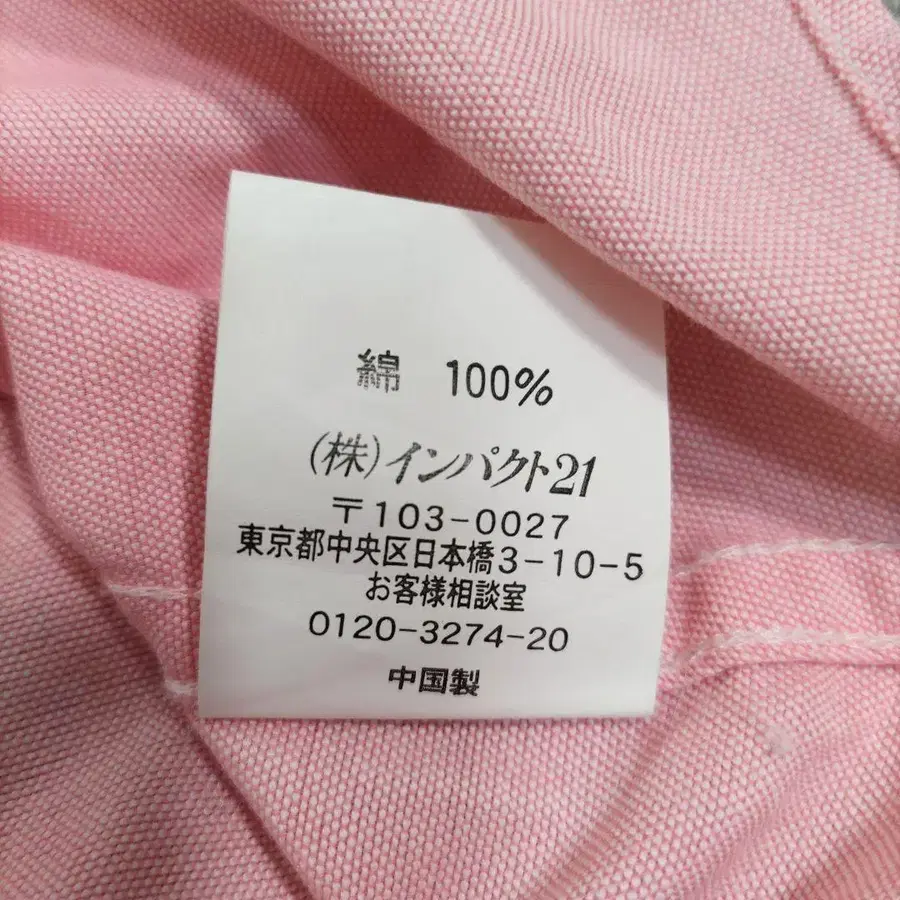 綿 100%
(株)インパクト21
〒103-0027
東京都中央区日本橋3-10-5
お客様相談室
0120-3274-20
中国製